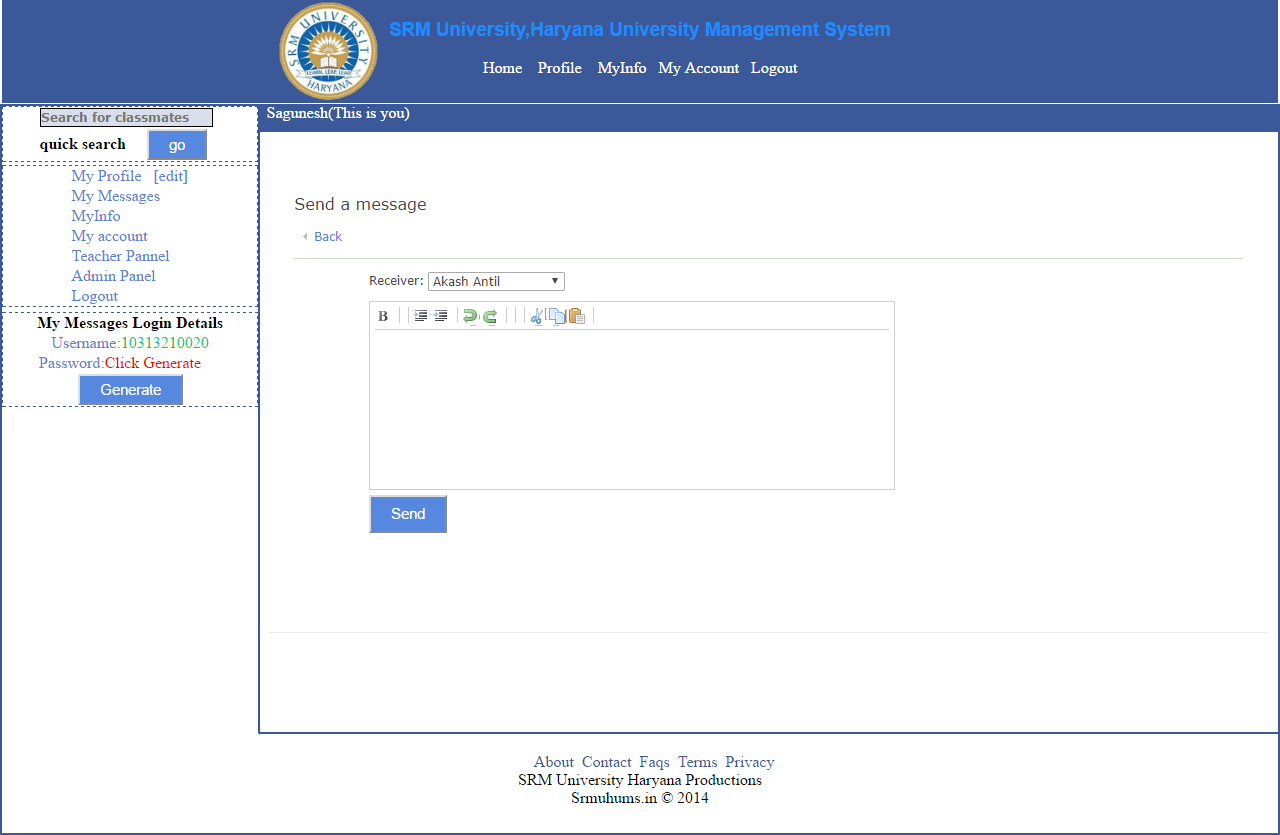 SRM UNIVERSITY
LEARN, LEAP, LEAD
HARYANA
SRM University,Haryana University Management System
Home Profile MyInfo My Account Logout
Search for classmates
quick search go
My Profile [edit]
My Messages
MyInfo
My account
Teacher Pannel
Admin Panel
Logout
My Messages Login Details
Username:10313210020
Password:Click Generate
Generate
Sagunesh(This is you)
Send a message
Back
Receiver: Akash Antil
B
Send
About Contact Faqs Terms Privacy
SRM University Haryana Productions
Srmuhums.in © 2014